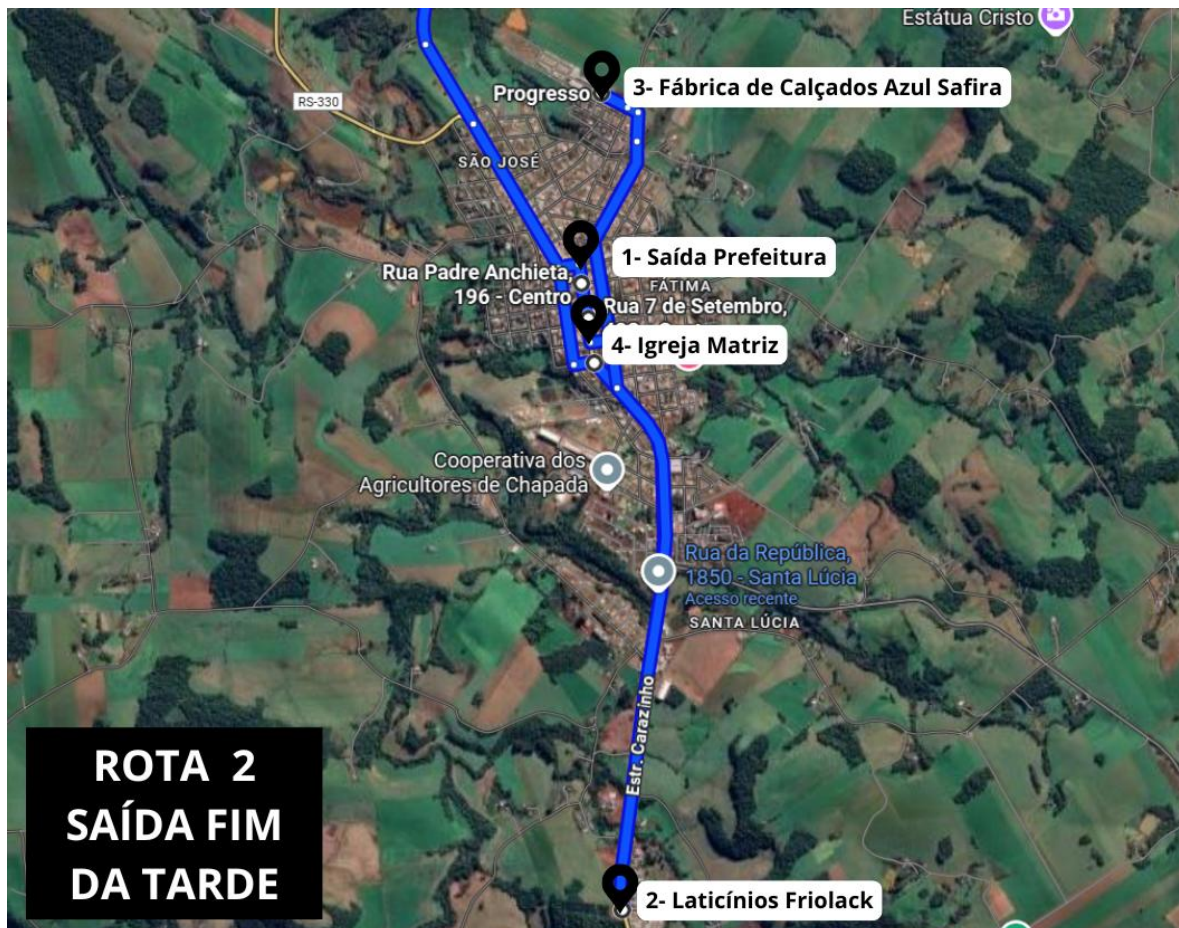 Estátua Cristo
3- Fábrica de Calçados Azul Safira
Progresso
RS-330
SÃO JOSÉ
1- Saída Prefeitura
Rua Padre Anchieta,
196 - Centro
FÁTIMA
Rua 7 de Setembro,
4- Igreja Matriz
Cooperativa dos
Agricultores de Chapada
Rua da República,
1850 - Santa Lúcia
Acesso recente
SANTA LÚCIA
Estr. Carazinho
ROTA 2
SAÍDA FIM
DA TARDE
2- Laticínios Friolack